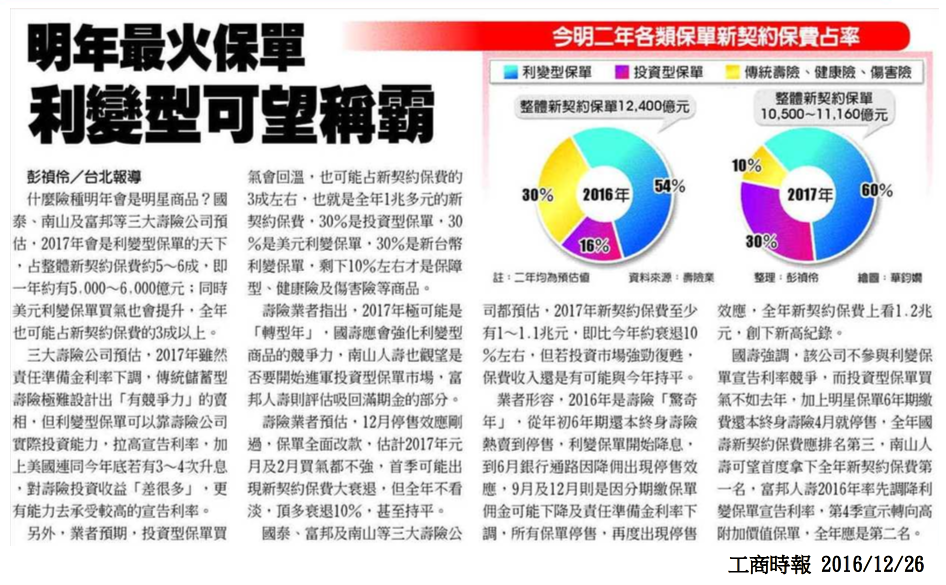 明年最火保單
利變型可望稱霸
今明二年各類保單新契約保費占率
利變型保單 投資型保單 傳統壽險、健康險、傷害險
整體新契約保單12,400億元
30%
2016年
54%
16%
整體新契約保單
10,500~11,160億元
10%
2017年
60%
30%
註：二年均為預估值 資料來源：壽險業 整理：彭禎伶 繪圖：華鈞嫺
彭禎伶／台北報導
什麼險種明年會是明星商品？國
泰、南山及富邦等三大壽險公司預
估，2017年會是利變型保單的天下
，占整體新契約保費約5~6成，即
一年約有5.000~6.000億元；同時
美元利變保單買氣也會提升，全年
也可能占新契約保費的3成以上。
三大壽險公司預估，2017年雖然
責任準備金利率下調，傳統儲蓄型
壽險極難設計出「有競爭力」的賣
相，但利變型保單可以靠壽險公司
實際投資能力，拉高宣告利率，加
上美國連同今年底若有3~4次升息
，對壽險投資收益「差很多」，更
有能力去承受較高的宣告利率。
另外，業者預期，投資型保單買
氣會回溫，也可能占新契約保費的
3成左右，也就是全年1兆多元的新
契約保費，30%是投資型保單，30
%是美元利變保單，30%是新台幣
利變保單，剩下10%左右才是保障
型、健康險及傷害險等商品。
壽險業者指出，2017年極可能是
「轉型年」，國壽應會強化利變型
商品的競爭力，南山人壽也觀望是
否要開始進軍投資型保單市場，富
邦人壽則評估吸回滿期金的部分。
壽險業者預估，12月停售效應剛
過，保單全面改款，估計2017年元
月及2月買氣都不強，首季可能出
現新契約保費大衰退，但全年不看
淡，頂多衰退10%，甚至持平。
國泰、富邦及南山等三大壽險公
司都預估，2017年新契約保費至少
有1~1.1兆元，即比今年約衰退10
%左右，但若投資市場強勁復甦，
保費收入還是有可能與今年持平。
業者形容，2016年是壽險「驚奇
年」，從年初6年期還本終身壽險
熱賣到停售，利變保單開始降息，
到6月銀行通路因降佣出現停售效
應，9月及12月則是因分期繳保單
佣金可能下降及責任準備金利率下
調，所有保單停售，再度出現停售
效應，全年新契約保費上看1.2兆
元，創下新高紀錄。
國壽強調，該公司不參與利變保
單宣告利率競爭，而投資型保單買
氣不如去年，加上明星保單6年期繳
費還本終身壽險4月就停售，全年國
壽新契約保費應排名第三，南山人
壽可望首度拿下全年新契約保費第
一名，富邦人壽2016年率先調降利
變保單宣告利率，第4季宣示轉向高
附加價值保單，全年應是第二名。
工商時報 2016/12/26